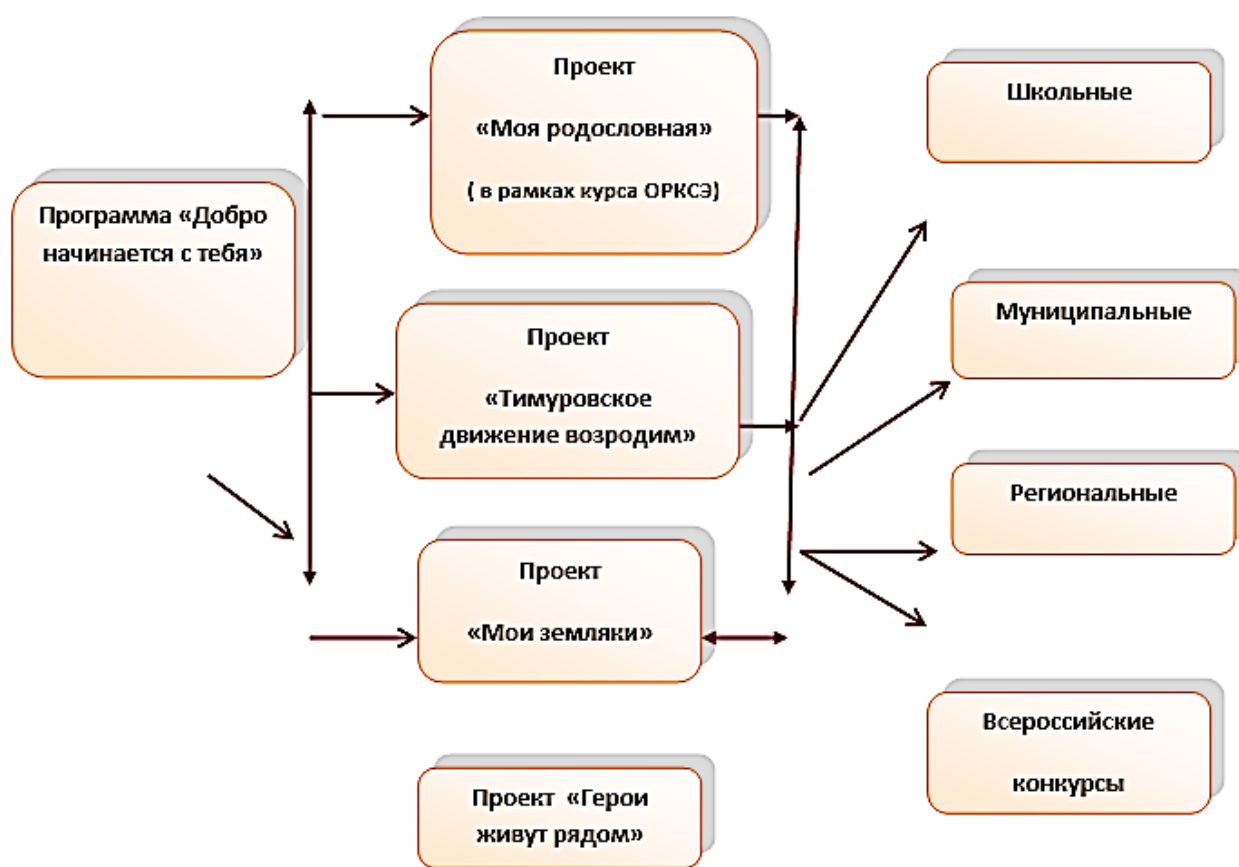 Программа «Добро
начинается с тебя»
Проект
«Моя родословная»
( в рамках курса ОРКСЭ)
Проект
«Тимуровское
движение возродим»
Проект
«Мои земляки»
Проект «Герои
живут рядом»
Школьные
Муниципальные
Региональные
Всероссийские
конкурсы